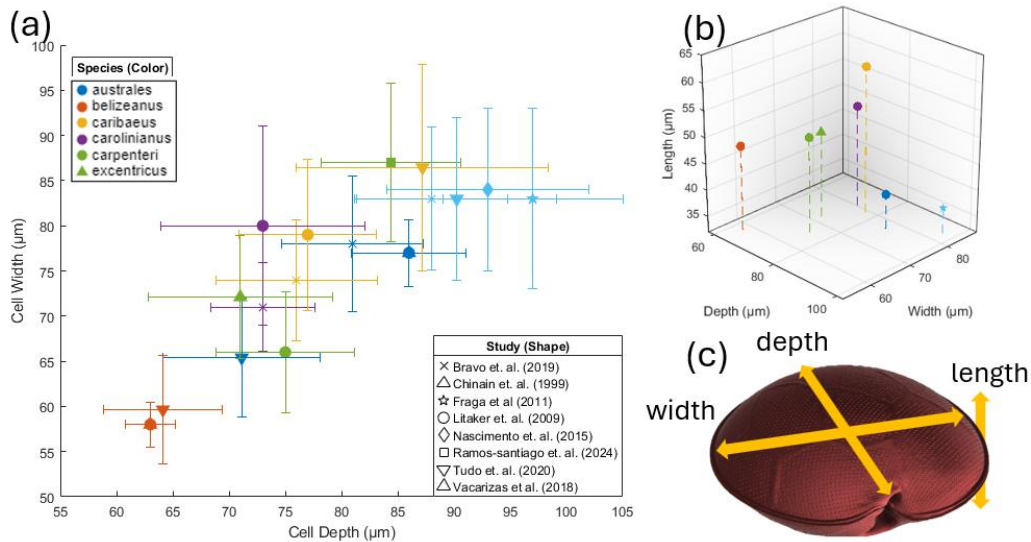 (a)
100
95
90
85
80
75
70
65
60
55
50
Cell Width (μm)
55
60
65
70
75
80
85
90
95
100
105
Cell Depth (μm)
Species (Color)
australes
belizeanus
caribaeus
carolinianus
carpenteri
excentricus
Study (Shape)
Bravo et. al. (2019)
Chinain et. al. (1999)
Fraga et al (2011)
Litaker et. al. (2009)
Nascimento et. al. (2015)
Ramos-santiago et. al. (2024)
Tudo et. al. (2020)
Vacarizas et. al. (2018)
(b)
65
60
55
50
45
40
35
Length (μm)
60
80
100
Depth (μm)
60
70
80
Width (μm)
(c)
depth
width
length